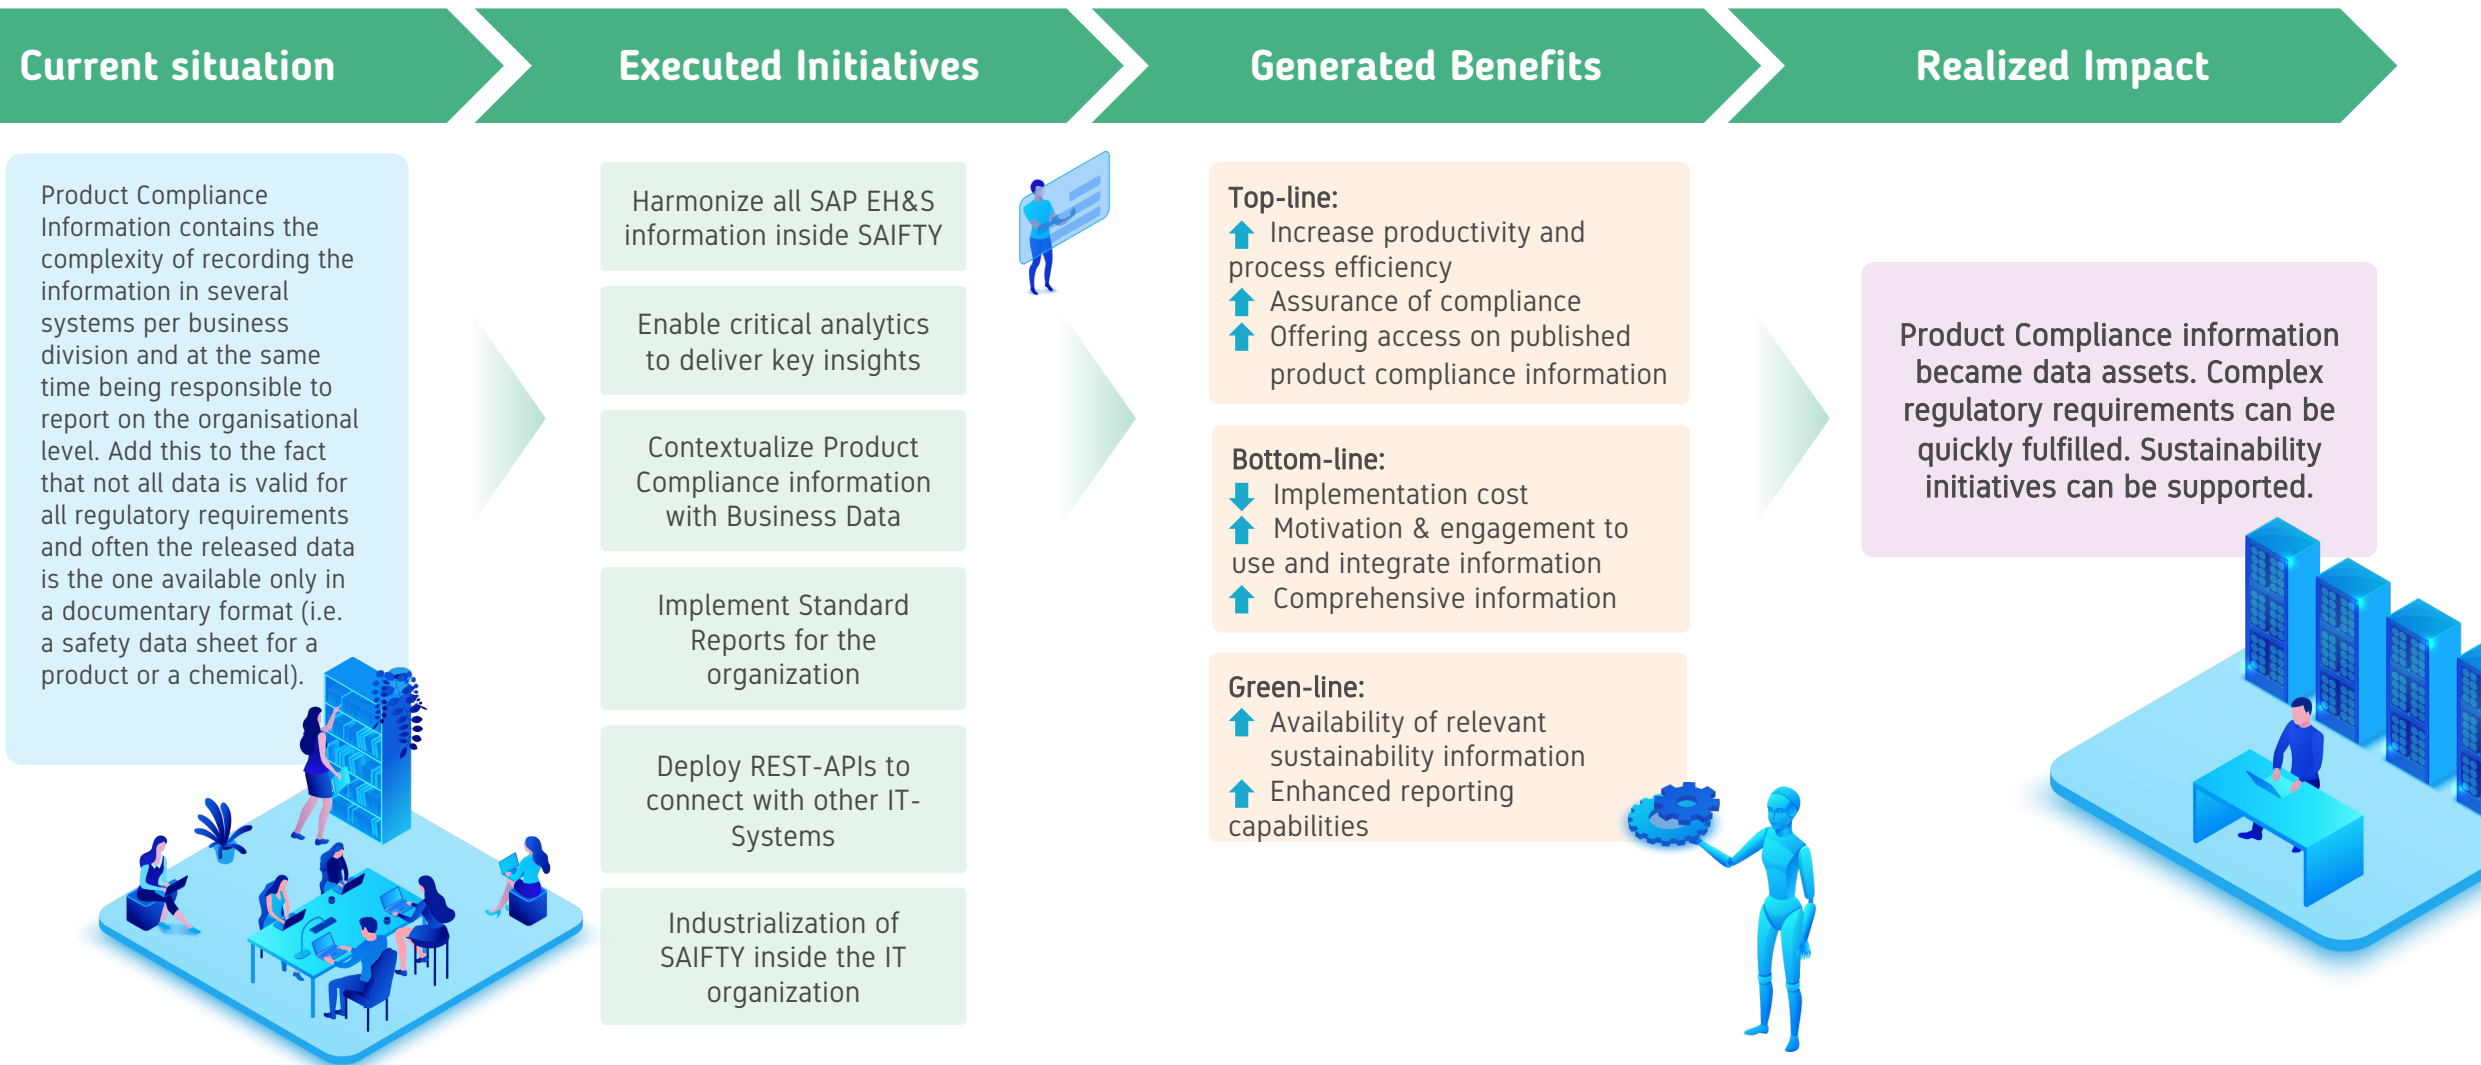 Current situation
Executed Initiatives
Generated Benefits
Realized Impact
Product Compliance
Information contains the
complexity of recording the
information in several
systems per business
division and at the same
time being responsible to
report on the organisational
level. Add this to the fact
that not all data is valid for
all regulatory requirements
and often the released data
is the one available only in
a documentary format (i.e.
a safety data sheet for a
product or a chemical).
Harmonize all SAP EH&S
information inside SAIFTY
Enable critical analytics
to deliver key insights
Contextualize Product
Compliance information
with Business Data
Implement Standard
Reports for the
organization
Deploy REST-APIs to
connect with other IT-
Systems
Industrialization of
SAIFTY inside the IT
organization
Top-line:
Increase productivity and
process efficiency
Assurance of compliance
Offering access on published
product compliance information
Bottom-line:
Implementation cost
Motivation & engagement to
use and integrate information
Comprehensive information
Green-line:
Availability of relevant
sustainability information
Enhanced reporting
capabilities
Product Compliance information
became data assets. Complex
regulatory requirements can be
quickly fulfilled. Sustainability
initiatives can be supported.